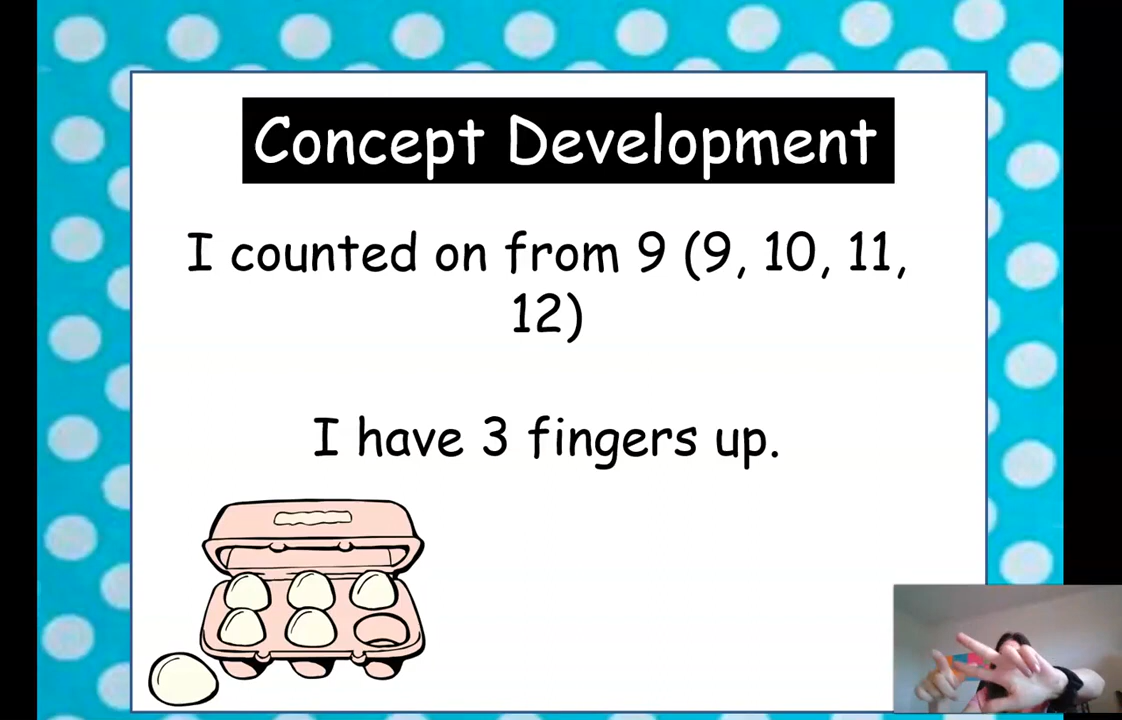 Concept Development
I counted on from 9 (9, 10, 11,
12)
I have 3 fingers up.